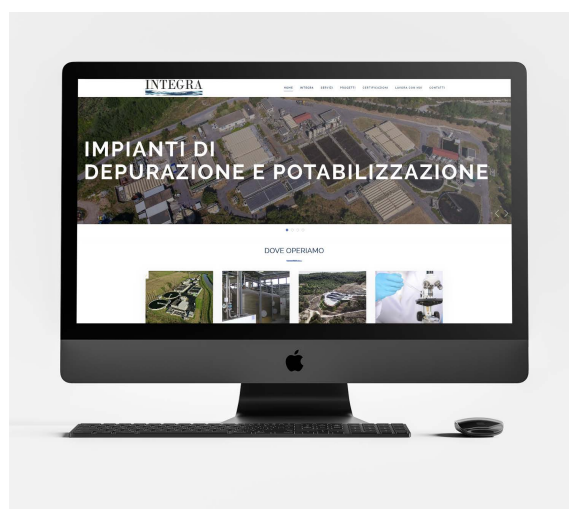 INTEGRA
HOME INTEGRA SERVIZI PROGETTI CERTIFICAZIONI LAVORA CON NOI CONTATTI
IMPIANTI DI
DEPURAZIONE E POTABILIZZAZIONE
DOVE OPERIAMO